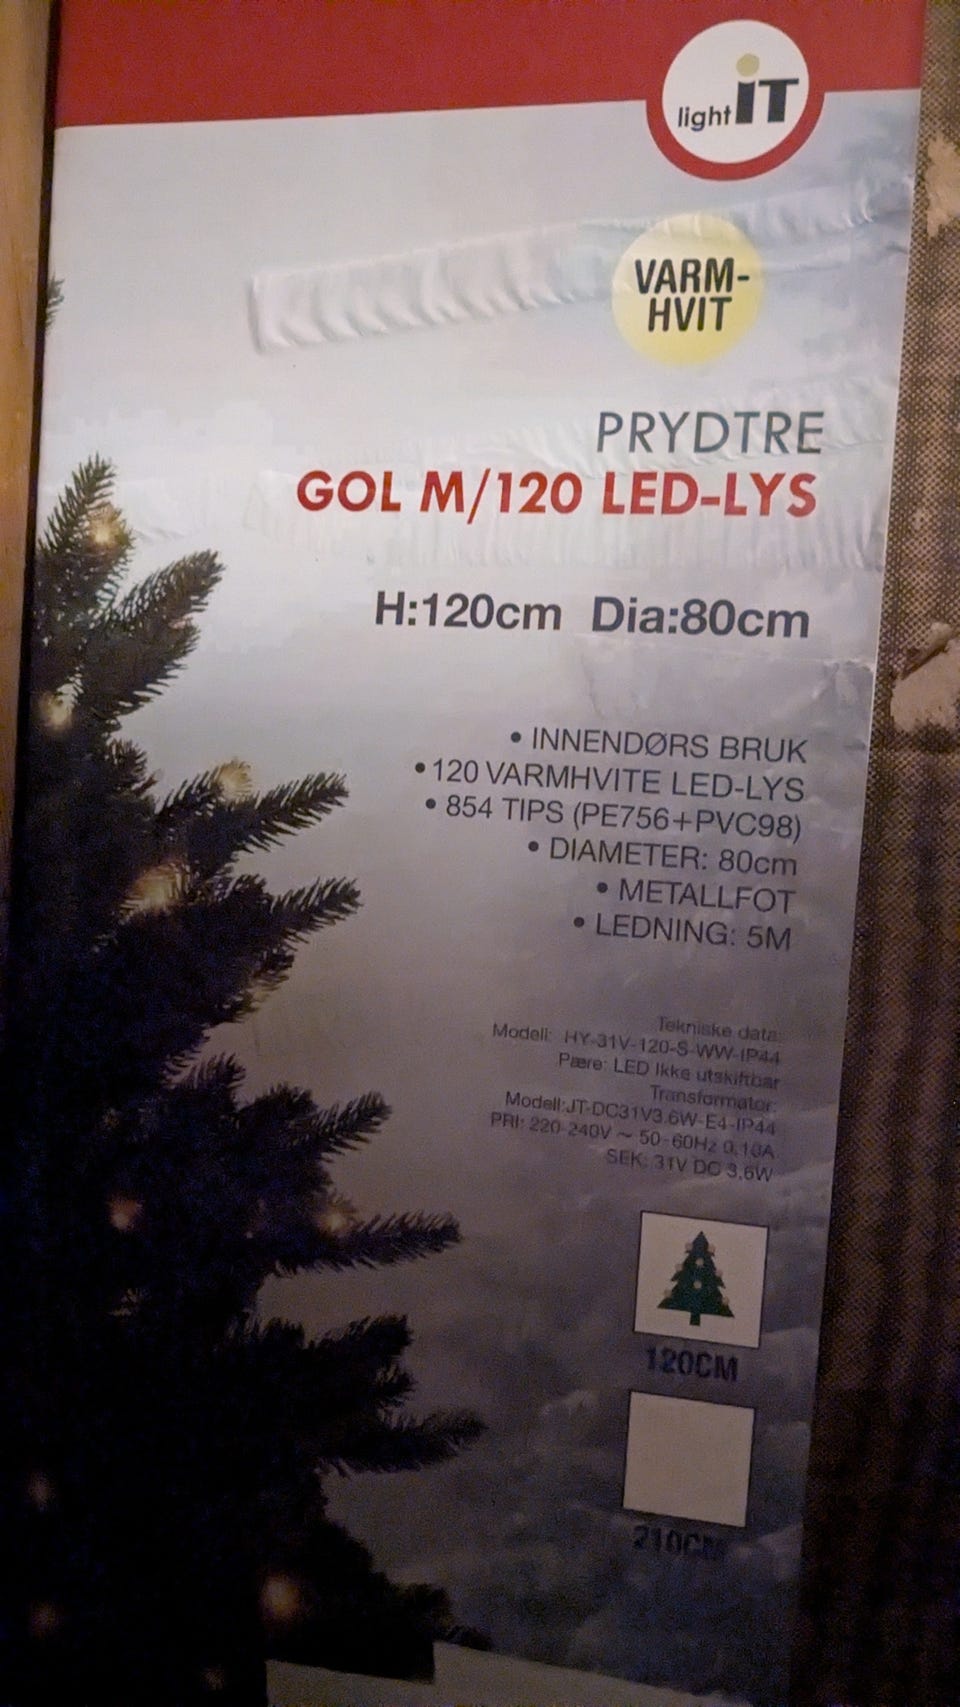 light iT
VARM-
HVIT
PRYDTRE
GOL M/120 LED-LYS
H:120cm Dia:80cm
• INNENDØRS BRUK
• 120 VARMHVITE LED-LYS
• 854 TIPS (PE756+PVC98)
• DIAMETER: 80cm
• METALLFOT
• LEDNING: 5M
Tekniske data:
Modell: HY-31V-120-S-WW-IP44
Pære: LED Ikke utskiftbar
Transformator:
Modell:JT-DC31V3.6W-E4-IP44
PRI: 220-240V ~ 50-60Hz 0,10A
SEK: 31V DC 3,6W
120CM
210CM